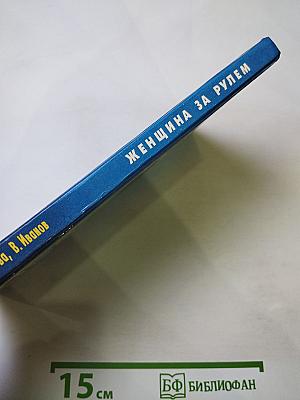 ЖЕНЩИНА ЗА РУЛЕМ
В. Иванов
15 см
БФ БИБЛИОФАН